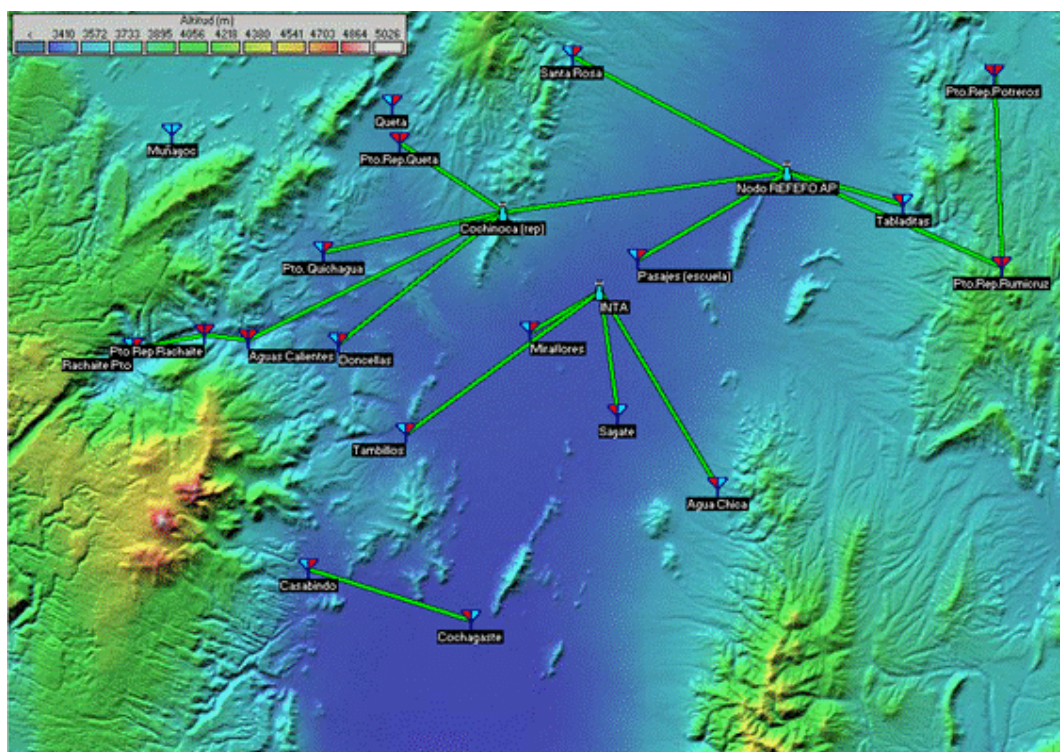 Altitud (m)
< 3410 3572 3733 3895 4056 4218 4380 4541 4703 4864 5026
Santa Rosa
Pto.Rep.Potreros
Queta
Muñayoc
Pto.Rep.Queta
Nodo REFEFO AP
Cochinoca (rep)
Tabladitas
Pto. Quichagua
Pasajes (escuela)
Pto.Rep.Rumicruz
INTA
Pto Rep Rachaite
Aguas Calientes
Doncellas
Miraflores
Rachaite Pto
Sagate
Tambillos
Agua Chica
Casabindo
Cochagaste